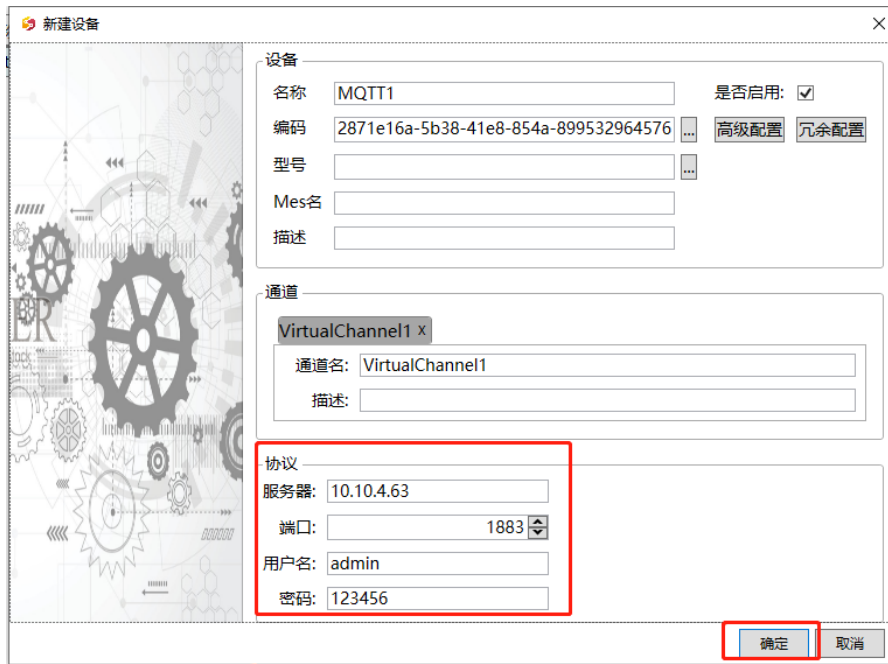 新建设备
设备
名称 MQTT1 是否启用:
编码 2871e16a-5b38-41e8-854a-899532964576 ... 高级配置 冗余配置
型号 ...
Mes名
描述
通道
VirtualChannel1 x
通道名: VirtualChannel1
描述:
协议
服务器: 10.10.4.63
端口: 1883
用户名: admin
密码: 123456
确定 取消
ER